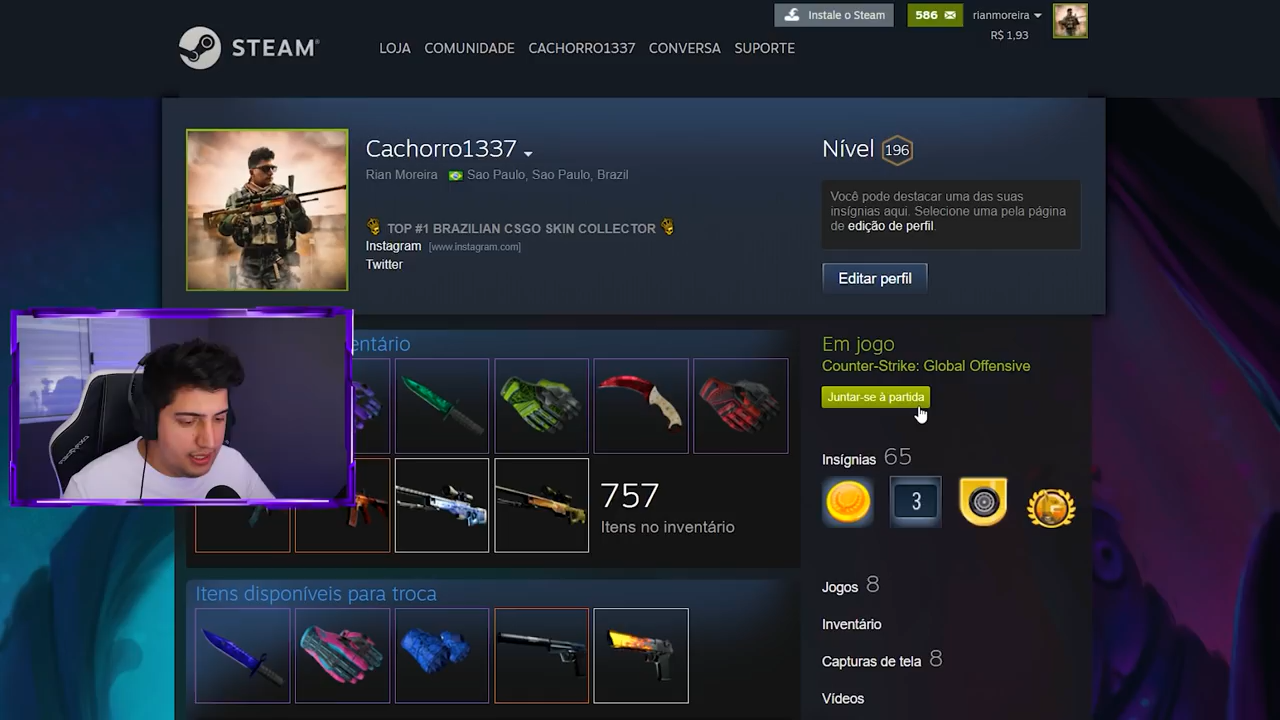 Instale o Steam
586
rianmoreira
R$ 1,93
STEAM
LOJA COMUNIDADE CACHORRO1337 CONVERSA SUPORTE
Cachorro1337
Rian Moreira Sao Paulo, Sao Paulo, Brazil
TOP #1 BRAZILIAN CSGO SKIN COLLECTOR
Instagram [www.instagram.com]
Twitter
Nível 196
Você pode destacar uma das suas
insígnias aqui. Selecione uma pela página
de edição de perfil.
Editar perfil
entário
757
Itens no inventário
Itens disponíveis para troca
Em jogo
Counter-Strike: Global Offensive
Juntar-se à partida
Insígnias 65
3
Jogos 8
Inventário
Capturas de tela 8
Vídeos